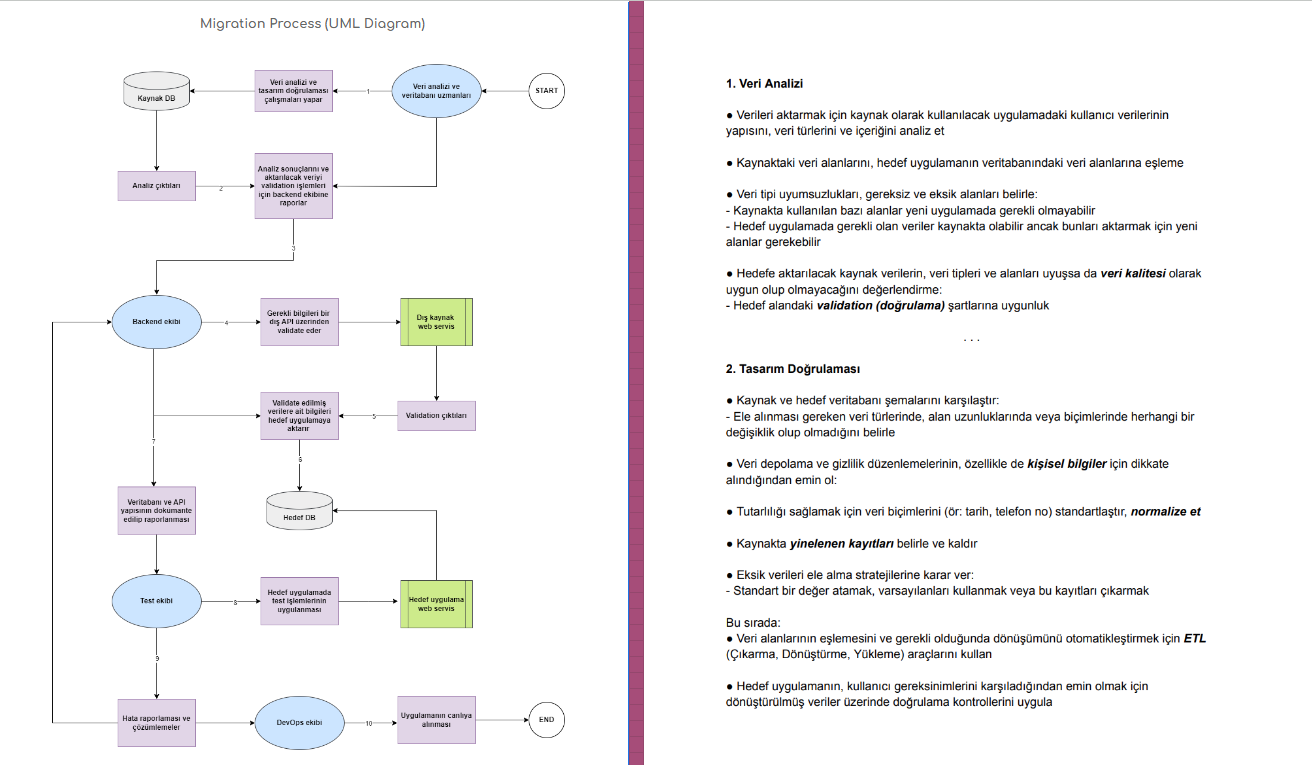 Migration Process (UML Diagram)
START
Veri analizi ve
veritabanı uzmanları
1
Veri analizi ve
tasarım doğrulaması
çalışmaları yapar
Kaynak DB
Analiz çıktıları
2
Analiz sonuçlarını ve
aktarılacak veriyi
validation işlemleri
için backend ekibine
raporlar
3
Backend ekibi
4
Gerekli bilgileri bir
dış API üzerinden
validate eder
Dış kaynak
web servis
Validation çıktıları
5
Validate edilmiş
verilere ait bilgileri
hedef uygulamaya
aktarır
6
Hedef DB
7
Veritabanı ve API
yapısının dokümante
edilip raporlanması
Test ekibi
8
Hedef uygulamada
test işlemlerinin
uygulanması
Hedef uygulama
web servis
9
Hata raporlaması ve
çözümlemeler
DevOps ekibi
10
Uygulamanın canlıya
alınması
END
1. Veri Analizi
● Verileri aktarmak için kaynak olarak kullanılacak uygulamadaki kullanıcı verilerinin
yapısını, veri türlerini ve içeriğini analiz et
● Kaynaktaki veri alanlarını, hedef uygulamanın veritabanındaki veri alanlarına eşleme
● Veri tipi uyumsuzlukları, gereksiz ve eksik alanları belirle:
- Kaynakta kullanılan bazı alanlar yeni uygulamada gerekli olmayabilir
- Hedef uygulamada gerekli olan veriler kaynakta olabilir ancak bunları aktarmak için yeni
alanlar gerekebilir
● Hedefe aktarılacak kaynak verilerin, veri tipleri ve alanları uyuşsa da veri kalitesi olarak
uygun olup olmayacağını değerlendirme:
- Hedef alandaki validation (doğrulama) şartlarına uygunluk
. . .
2. Tasarım Doğrulaması
● Kaynak ve hedef veritabanı şemalarını karşılaştır:
- Ele alınması gereken veri türlerinde, alan uzunluklarında veya biçimlerinde herhangi bir
değişiklik olup olmadığını belirle
● Veri depolama ve gizlilik düzenlemelerinin, özellikle de kişisel bilgiler için dikkate
alındığından emin ol:
● Tutarlılığı sağlamak için veri biçimlerini (ör: tarih, telefon no) standartlaştır, normalize et
● Kaynakta yinelenen kayıtları belirle ve kaldır
● Eksik verileri ele alma stratejilerine karar ver:
- Standart bir değer atamak, varsayılanları kullanmak veya bu kayıtları çıkarmak
Bu sırada:
● Veri alanlarının eşlemesini ve gerekli olduğunda dönüşümünü otomatikleştirmek için ETL
(Çıkarma, Dönüştürme, Yükleme) araçlarını kullan
● Hedef uygulamanın, kullanıcı gereksinimlerini karşıladığından emin olmak için
dönüştürülmüş veriler üzerinde doğrulama kontrollerini uygula